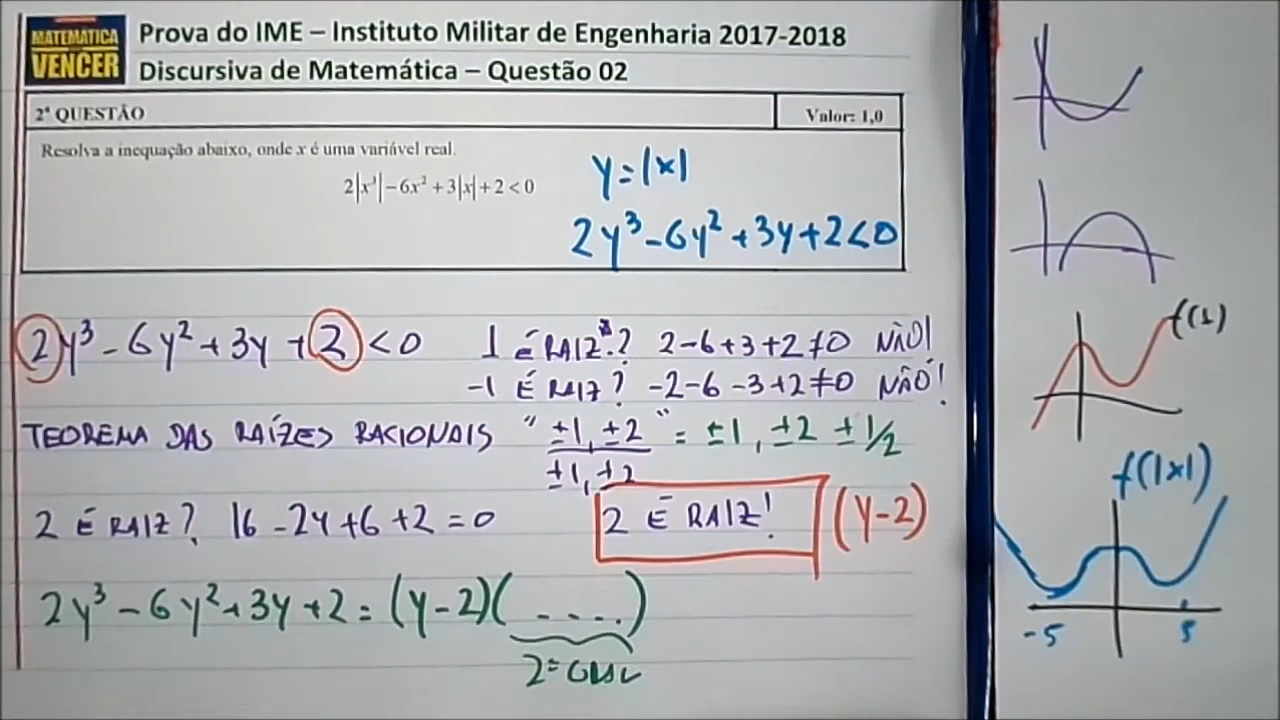 MATEMÁTICA
VENCER
Prova do IME – Instituto Militar de Engenharia 2017-2018
Discursiva de Matemática – Questão 02
2ª QUESTÃO
Valor: 1,0
Resolva a inequação abaixo, onde x é uma variável real.
2|x³|−6x²+3|x|+2<0
y=|x|
2y³-6y²+3y+2<0
2y³-6y²+3y+2<0
1 É RAIZ? 2-6+3+2≠0 NÃO!
-1 É RAIZ? -2-6-3+2≠0 NÃO!
TEOREMA DAS RAÍZES RACIONAIS "±1,±2/±1,±2" = ±1, ±2 ±1/2
2 É RAIZ? 16-24+6+2=0
2 É RAIZ! (Y-2)
2y³-6y²+3y+2=(y-2)(....)
2º GRAU
f(x)
f(|x|)
-5
5